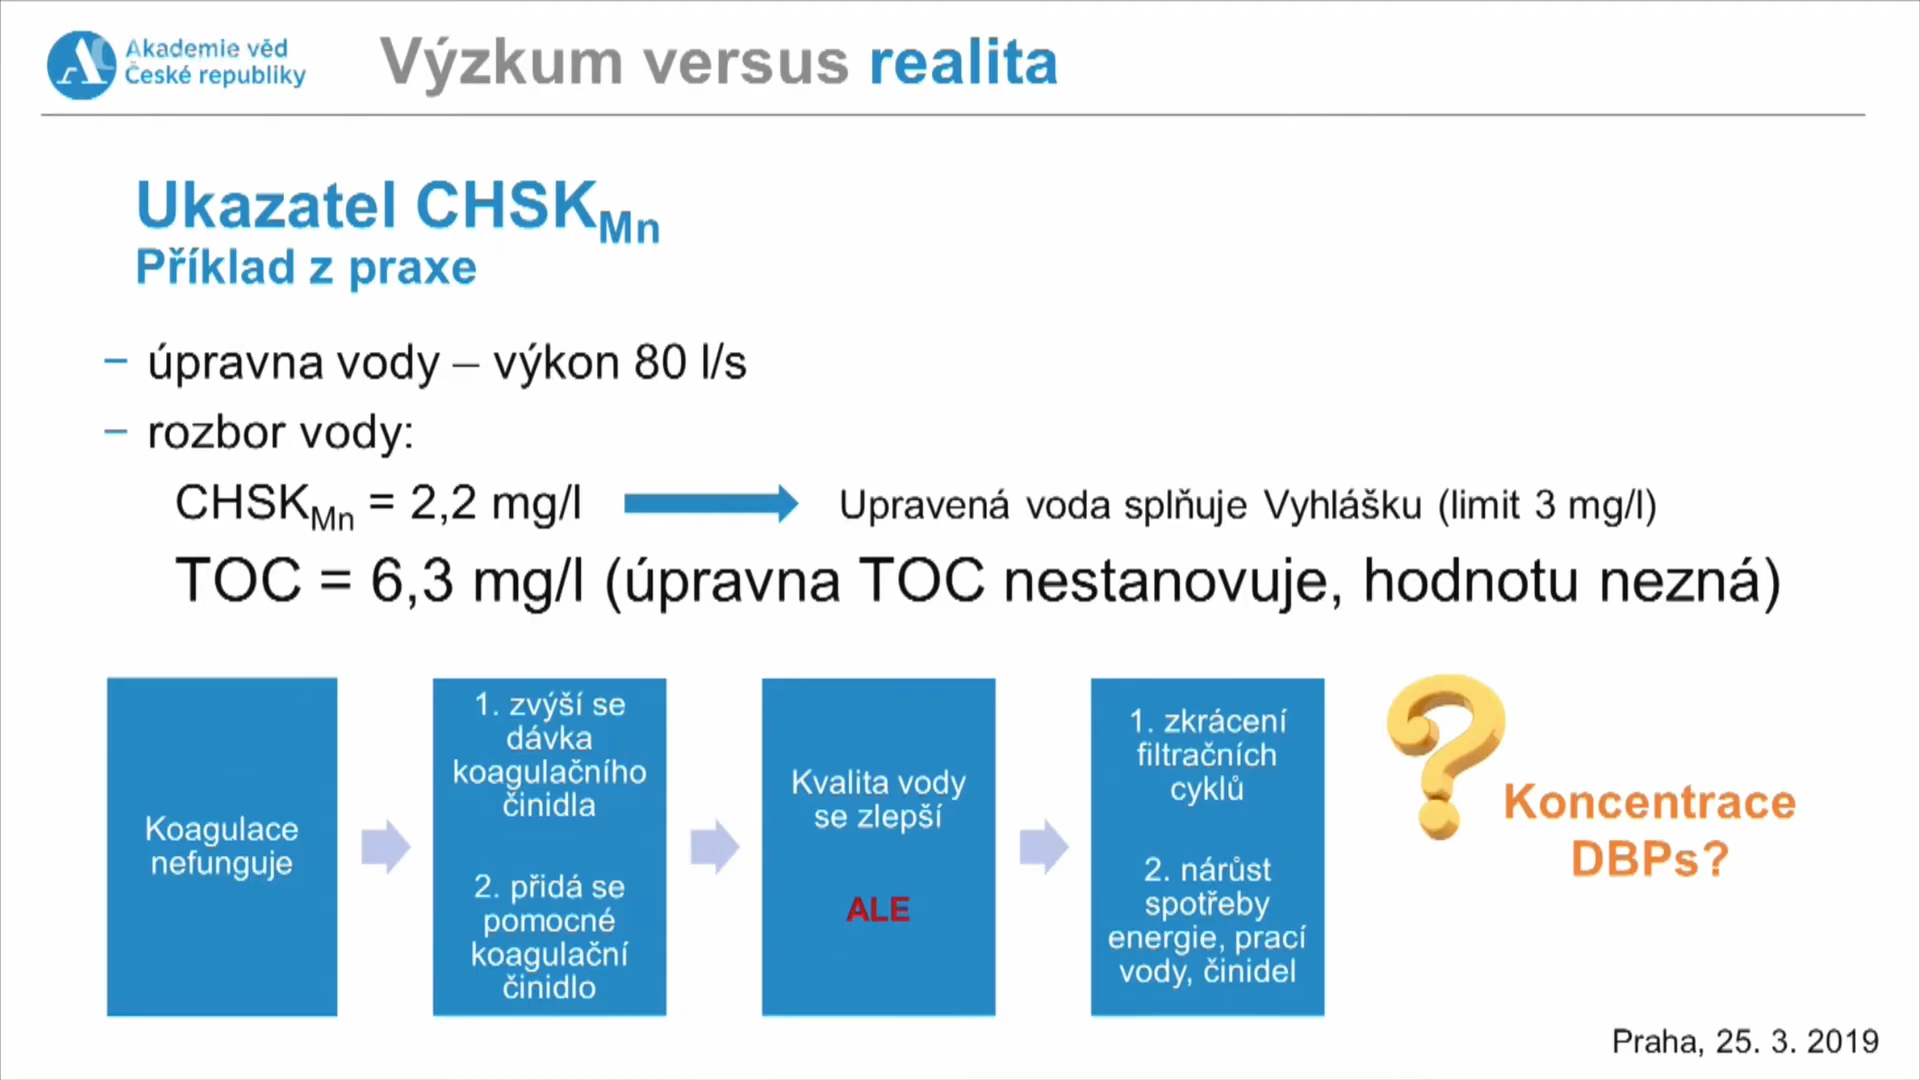 Akademie věd
České republiky
Výzkum versus realita
Ukazatel CHSKMn
Příklad z praxe
– úpravna vody – výkon 80 l/s
– rozbor vody:
CHSKMn = 2,2 mg/l
Upravená voda splňuje Vyhlášku (limit 3 mg/l)
TOC = 6,3 mg/l (úpravna TOC nestanovuje, hodnotu nezná)
Koagulace
nefunguje
1. zvýší se
dávka
koagulačního
činidla
2. přidá se
pomocné
koagulační
činidlo
Kvalita vody
se zlepší
ALE
1. zkrácení
filtračních
cyklů
2. nárůst
spotřeby
energie, prací
vody, činidel
?
Koncentrace
DBPs?
Praha, 25. 3. 2019